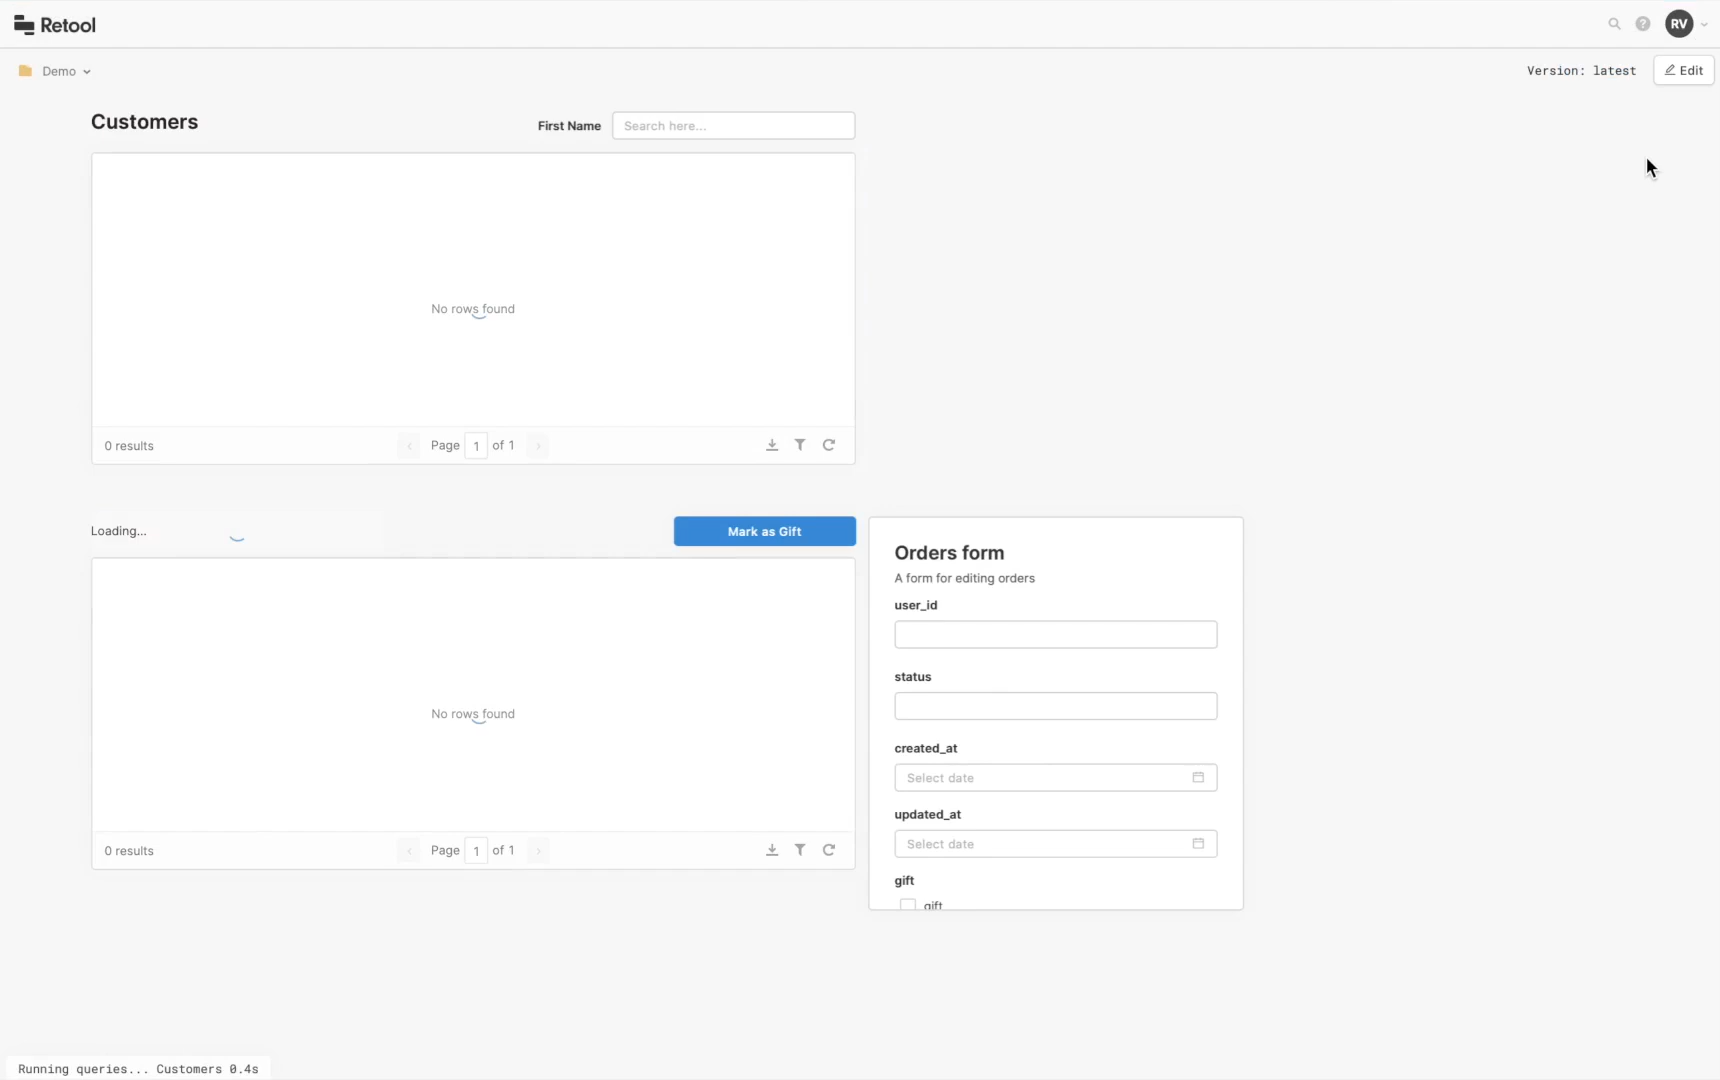 Retool
RV
Demo
Version: latest
Edit
Customers
First Name
Search here...
No rows found
0 results
Page 1 of 1
Loading...
Mark as Gift
No rows found
0 results
Page 1 of 1
Orders form
A form for editing orders
user_id
status
created_at
Select date
updated_at
Select date
gift
gift
Running queries... Customers 0.4s